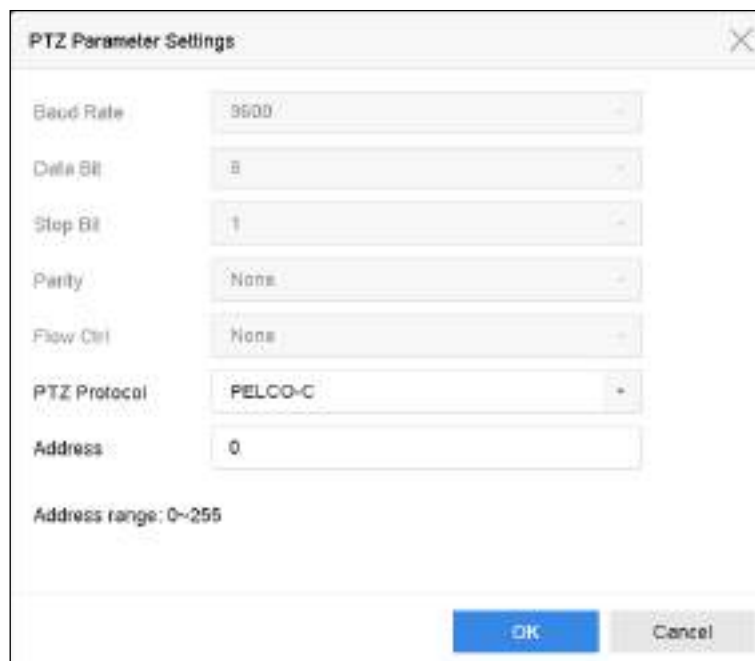 PTZ Parameter Settings
Baud Rate 9600
Data Bit 8
Stop Bit 1
Parity None
Flow Ctrl None
PTZ Protocol PELCO-C
Address 0
Address range: 0~255
OK Cancel